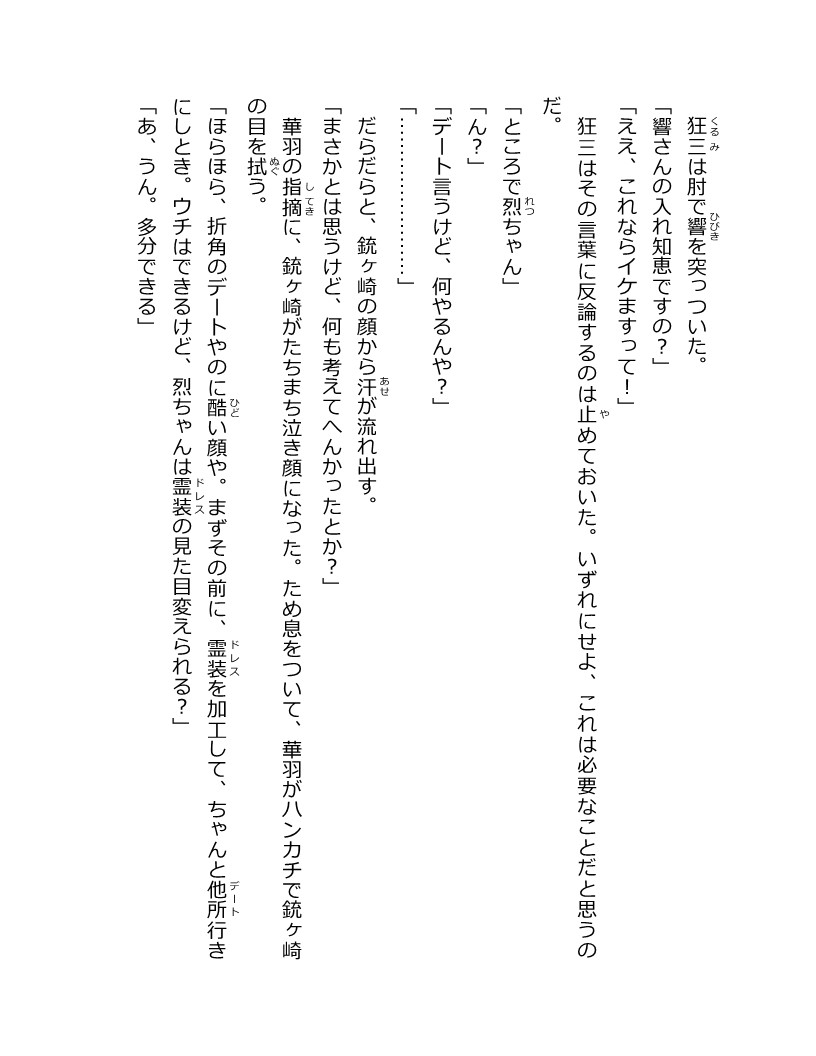 狂三は肘で響を突っついた。
「響さんの入れ知恵ですの？」
「ええ、これならイケますって！」
狂三はその言葉に反論するのは止めておいた。いずれにせよ、これは必要なことだと思うの
だ。
「ところで烈ちゃん」
「ん？」
「デート言うけど、何やるんや？」
「……………………」
だらだらと、銃ヶ崎の顔から汗が流れ出す。
「まさかとは思うけど、何も考えてへんかったとか？」
華羽の指摘に、銃ヶ崎がたちまち泣き顔になった。ため息をついて、華羽がハンカチで銃ヶ崎
の目を拭う。
「ほらほら、折角のデートやのに酷い顔や。まずその前に、霊装を加工して、ちゃんと他所行き
にしとき。ウチはできるけど、烈ちゃんは霊装の見た目変えられる？」
「あ、うん。多分できる」